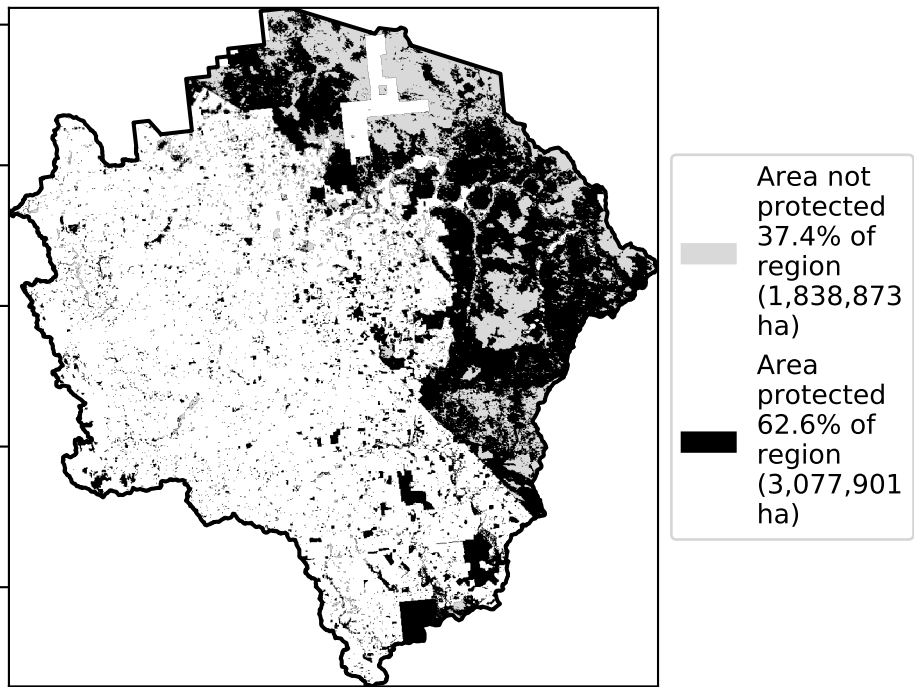 Area not
protected
37.4% of
region
(1,838,873
ha)
Area
protected
62.6% of
region
(3,077,901
ha)